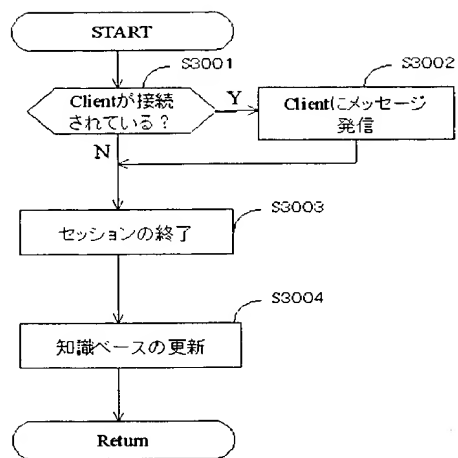 START
S3001
S3002
Clientが接続
されている?
Y
Clientにメッセージ
発信
N
S3003
セッションの終了
S3004
知識ベースの更新
Return